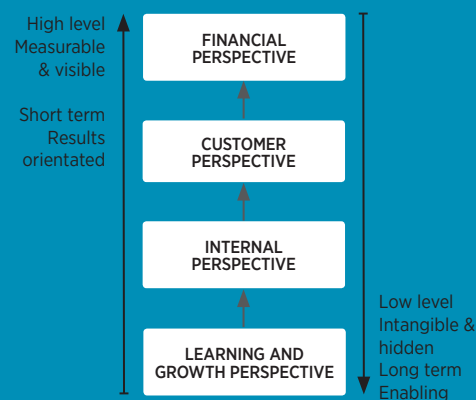 High level
Measurable
& visible
Short term
Results
orientated
FINANCIAL
PERSPECTIVE
CUSTOMER
PERSPECTIVE
INTERNAL
PERSPECTIVE
LEARNING AND
GROWTH PERSPECTIVE
Low level
Intangible &
hidden
Long term
Enabling